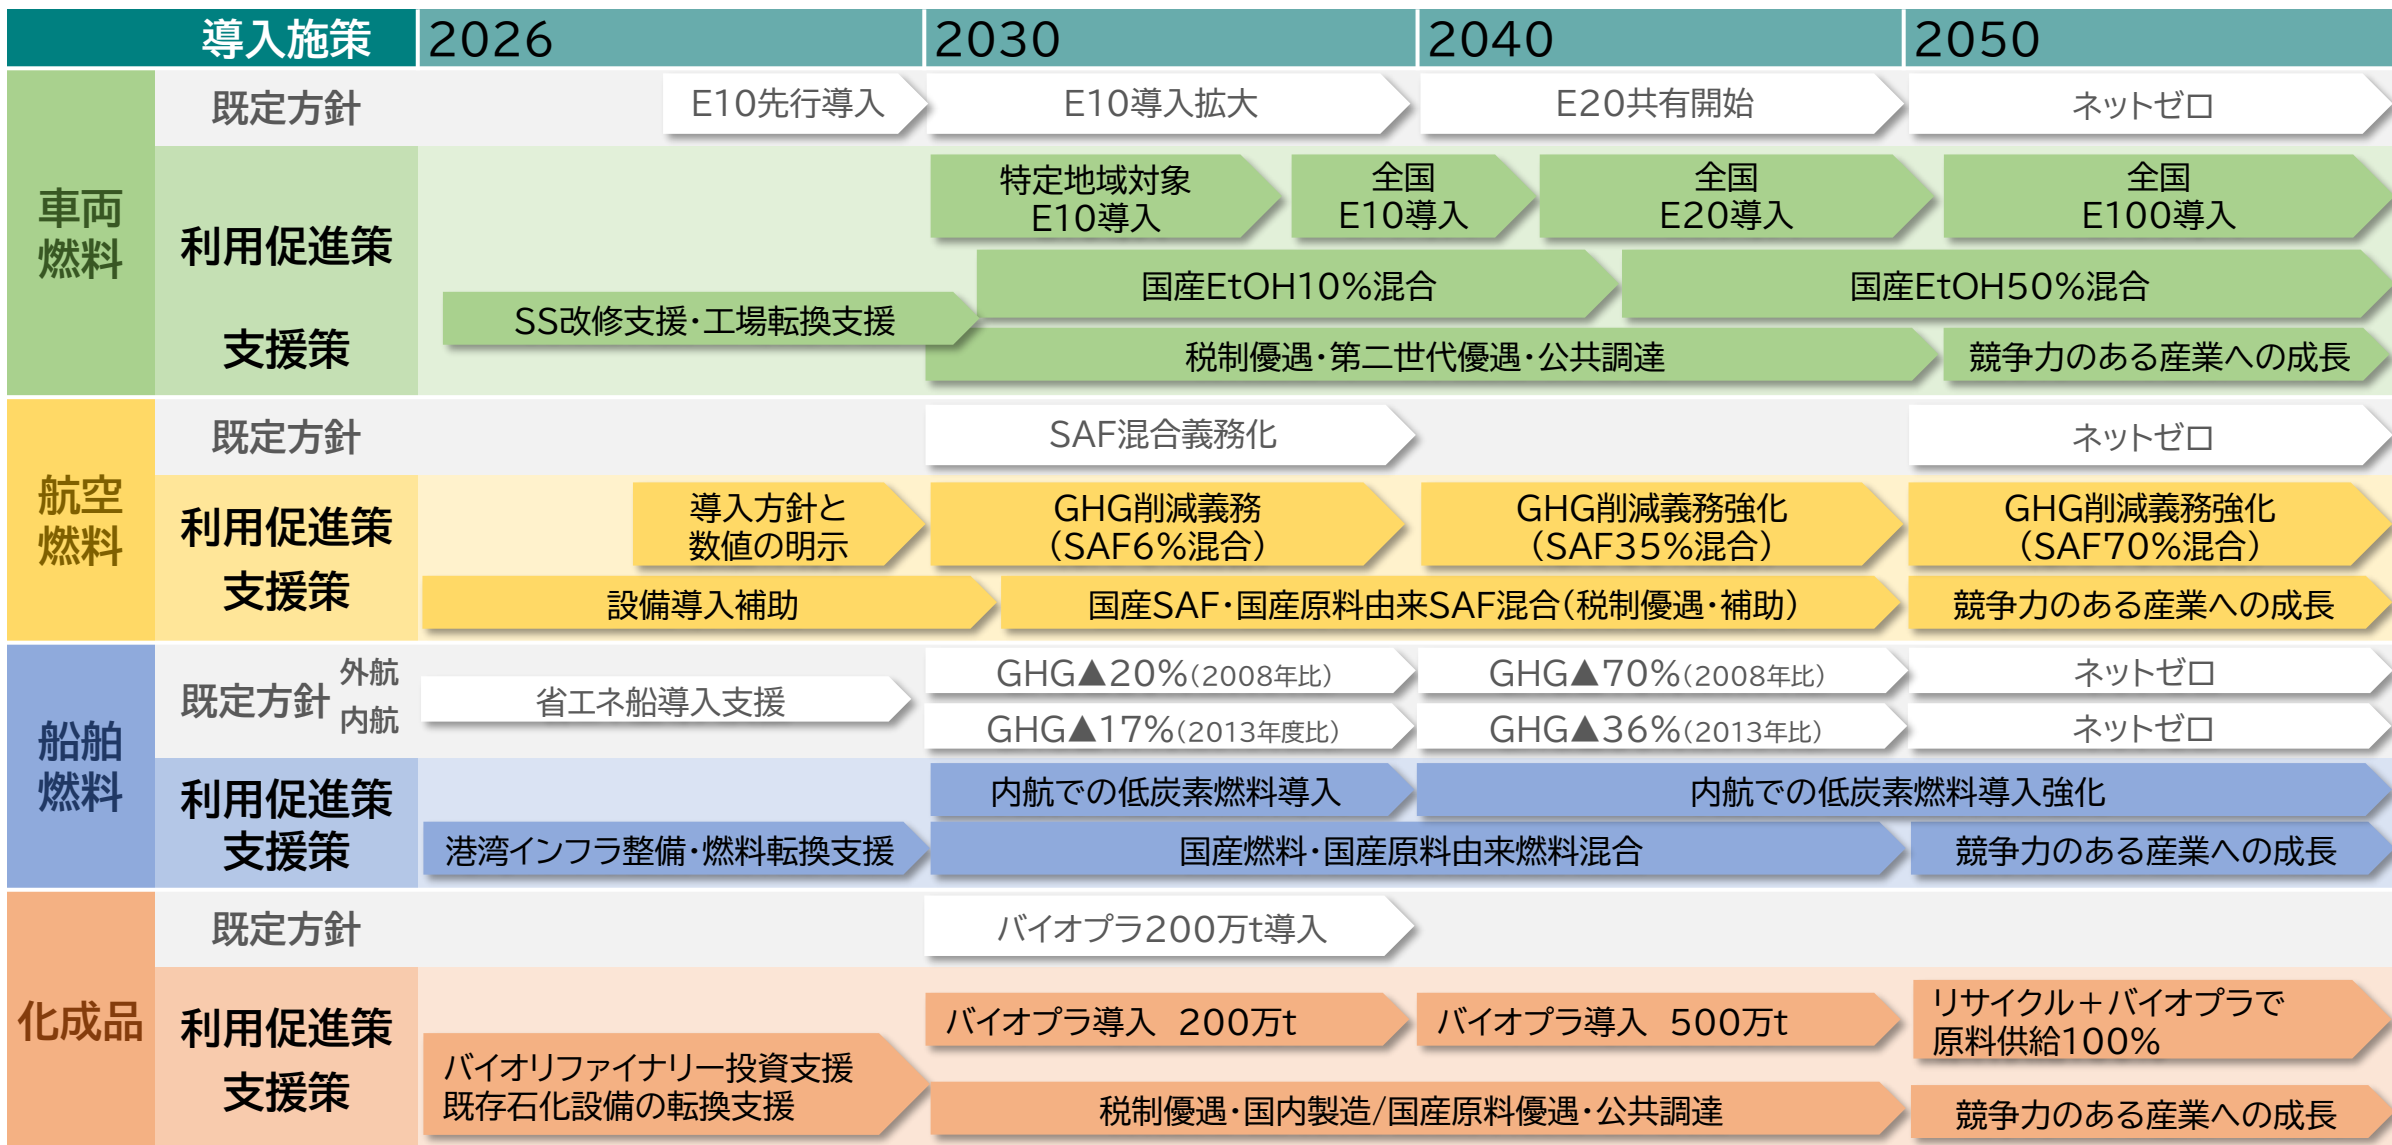 導入施策 2026 2030 2040 2050
車両
燃料
既定方針
E10先行導入 E10導入拡大 E20共有開始 ネットゼロ
利用促進策
特定地域対象
E10導入
全国
E10導入
全国
E20導入
全国
E100導入
国産EtOH10%混合 国産EtOH50%混合
支援策
SS改修支援・工場転換支援
税制優遇・第二世代優遇・公共調達 競争力のある産業への成長
航空
燃料
既定方針
SAF混合義務化 ネットゼロ
利用促進策
導入方針と
数値の明示
GHG削減義務
（SAF6%混合）
GHG削減義務強化
（SAF35%混合）
GHG削減義務強化
（SAF70%混合）
支援策
設備導入補助 国産SAF・国産原料由来SAF混合（税制優遇・補助） 競争力のある産業への成長
船舶
燃料
既定方針
外航
内航
省エネ船導入支援
GHG▲20%（2008年比） GHG▲70%（2008年比） ネットゼロ
GHG▲17%（2013年度比） GHG▲36%（2013年比） ネットゼロ
利用促進策
内航での低炭素燃料導入 内航での低炭素燃料導入強化
支援策
港湾インフラ整備・燃料転換支援 国産燃料・国産原料由来燃料混合 競争力のある産業への成長
化成品
既定方針
バイオプラ200万t導入
利用促進策
バイオプラ導入 200万t バイオプラ導入 500万t
リサイクル＋バイオプラで
原料供給100%
支援策
バイオリファイナリー投資支援
既存石化設備の転換支援
税制優遇・国内製造/国産原料優遇・公共調達 競争力のある産業への成長